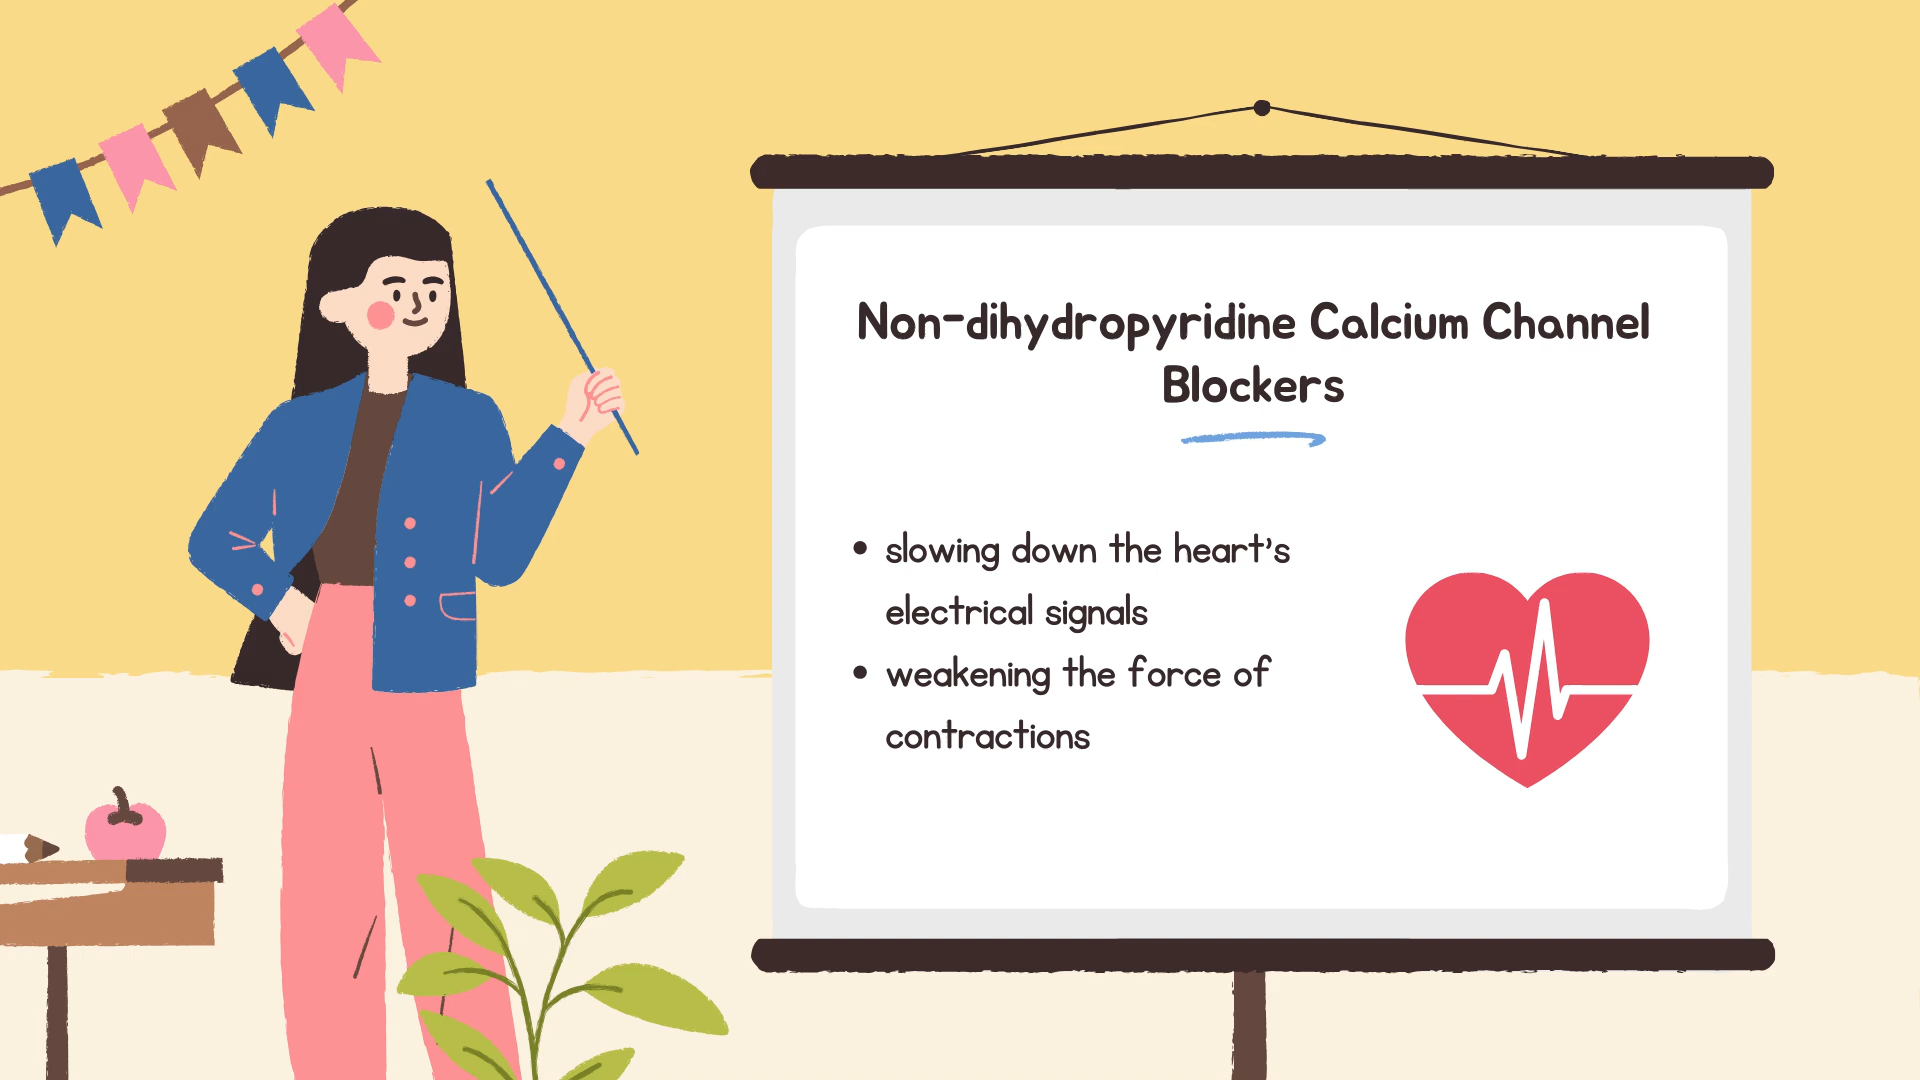 Non-dihydropyridine Calcium Channel
Blockers
• slowing down the heart's
electrical signals
• weakening the force of
contractions